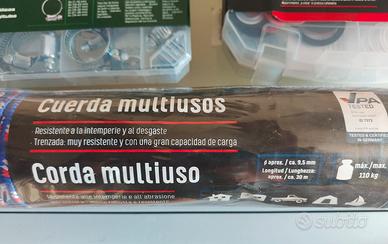 Cuerda multiusos
- Resistente a la intemperie y al desgaste
- Trenzada: muy resistente y con una gran capacidad de carga
Corda multiuso
IPA
TESTED
TESTED & CERTIFIED
IN GERMANY
ϕ aprox. / ca. 9,5 mm
Longitud / Lunghezza:
aprox. / ca. 30 m
máx./max.
110 kg
subito